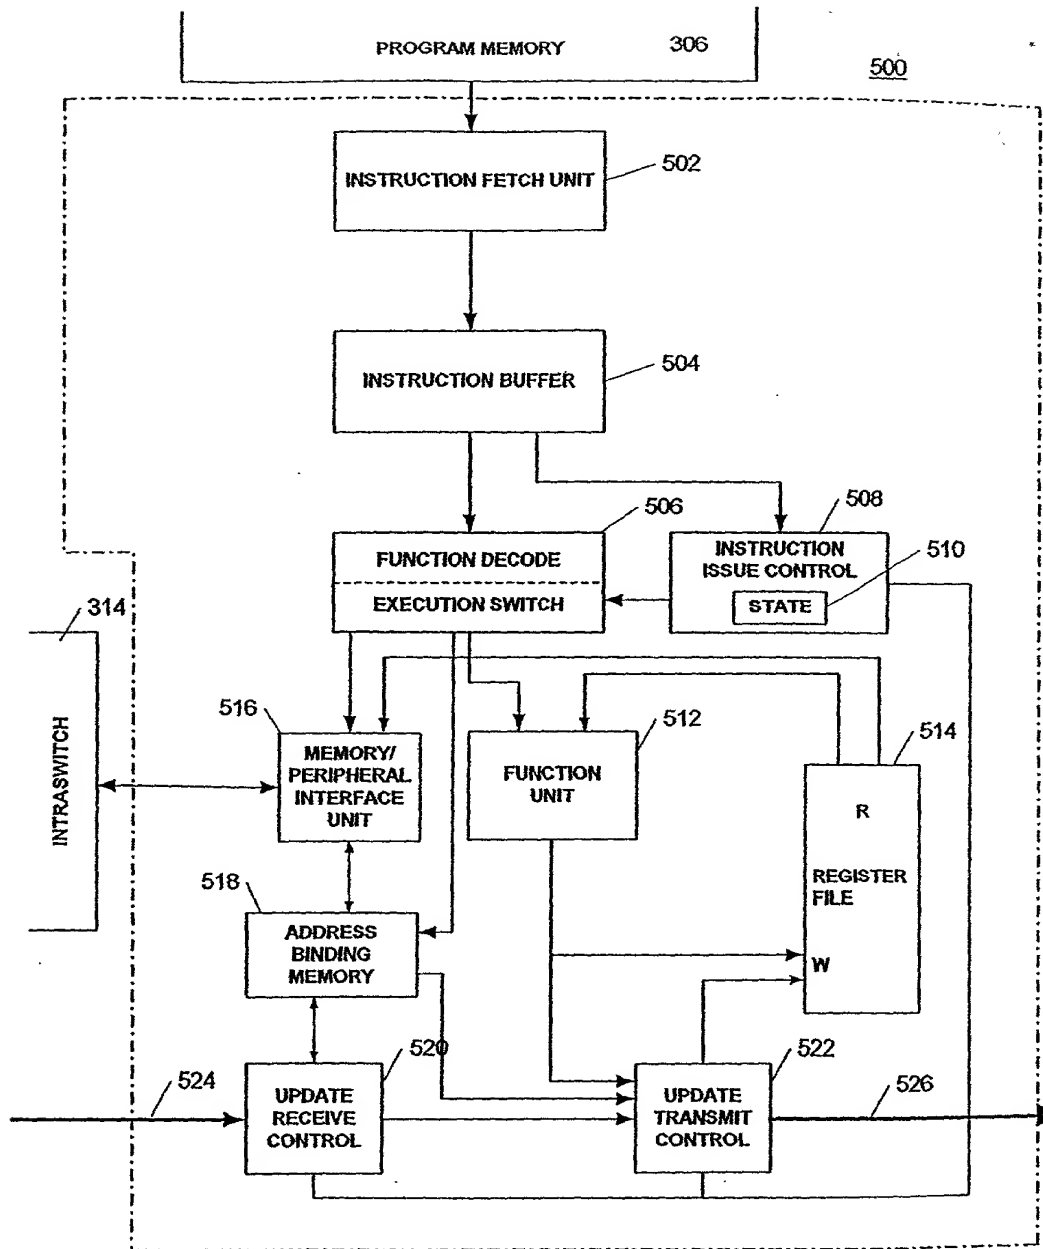 PROGRAM MEMORY 306
500
INSTRUCTION FETCH UNIT
502
INSTRUCTION BUFFER
504
506
508
FUNCTION DECODE
EXECUTION SWITCH
INSTRUCTION
ISSUE CONTROL
510
STATE
314
INTRASWITCH
516
MEMORY/
PERIPHERAL
INTERFACE
UNIT
512
FUNCTION
UNIT
514
R
REGISTER
FILE
W
518
ADDRESS
BINDING
MEMORY
520
522
524
UPDATE
RECEIVE
CONTROL
UPDATE
TRANSMIT
CONTROL
526